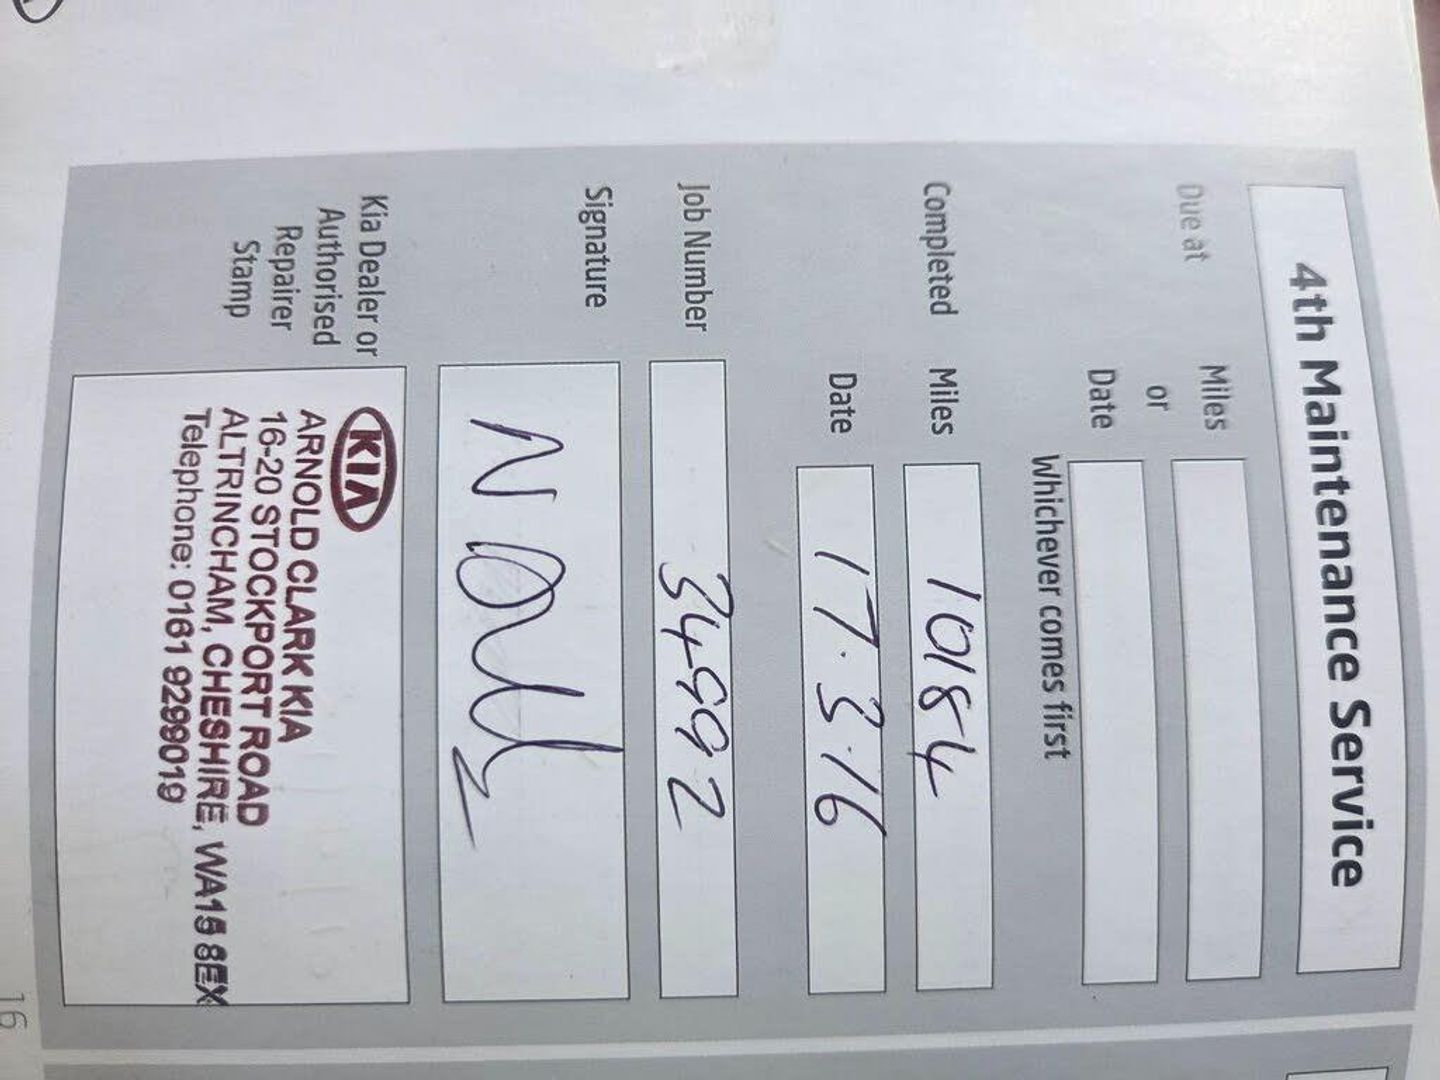 4th Maintenance Service
Due at Miles
or
Date
Whichever comes first
Completed Miles 10184
Date 17.3.16
Job Number 34992
Signature
Kia Dealer or
Authorised
Repairer
Stamp
KIA
ARNOLD CLARK KIA
16-20 STOCKPORT ROAD
ALTRINCHAM, CHESHIRE, WA15 8EX
Telephone: 0161 9299019
16